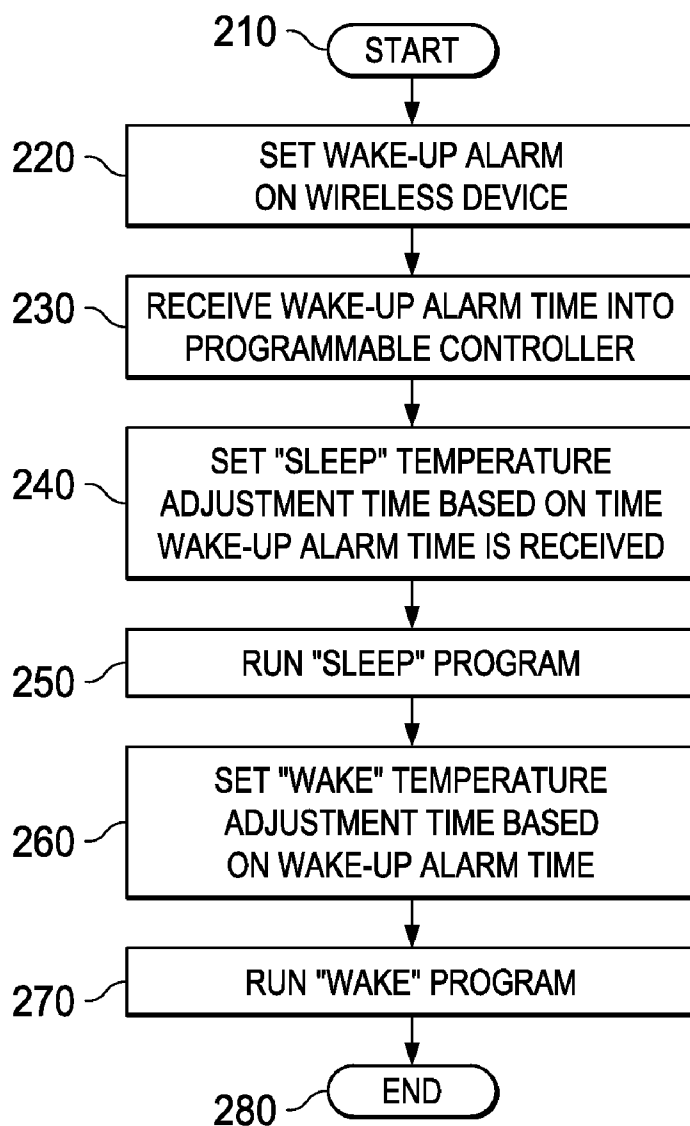 210
START
220
SET WAKE-UP ALARM
ON WIRELESS DEVICE
230
RECEIVE WAKE-UP ALARM TIME INTO
PROGRAMMABLE CONTROLLER
240
SET "SLEEP" TEMPERATURE
ADJUSTMENT TIME BASED ON TIME
WAKE-UP ALARM TIME IS RECEIVED
250
RUN "SLEEP" PROGRAM
260
SET "WAKE" TEMPERATURE
ADJUSTMENT TIME BASED
ON WAKE-UP ALARM TIME
270
RUN "WAKE" PROGRAM
280
END